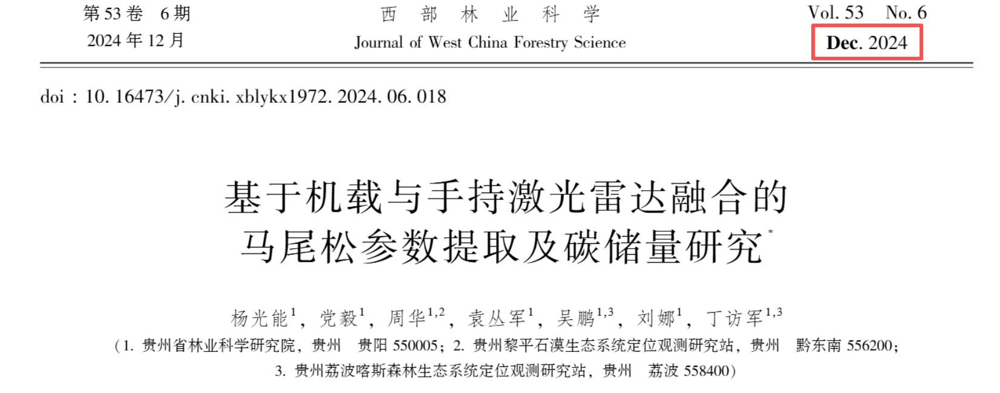 第 53 卷 6 期
西 部 林 业 科 学
Vol. 53 No. 6
2024 年 12 月
Journal of West China Forestry Science
Dec. 2024
doi : 10. 16473/j. cnki. xblykx1972. 2024. 06. 018
基于机载与手持激光雷达融合的
马尾松参数提取及碳储量研究*
杨光能1, 党毅1, 周华1,2, 袁丛军1, 吴鹏1,3, 刘娜1, 丁访军1,3
(1. 贵州省林业科学研究院, 贵州 贵阳 550005; 2. 贵州黎平石漠生态系统定位观测研究站, 贵州 黔东南 556200;
3. 贵州荔波喀斯森林生态系统定位观测研究站, 贵州 荔波 558400)